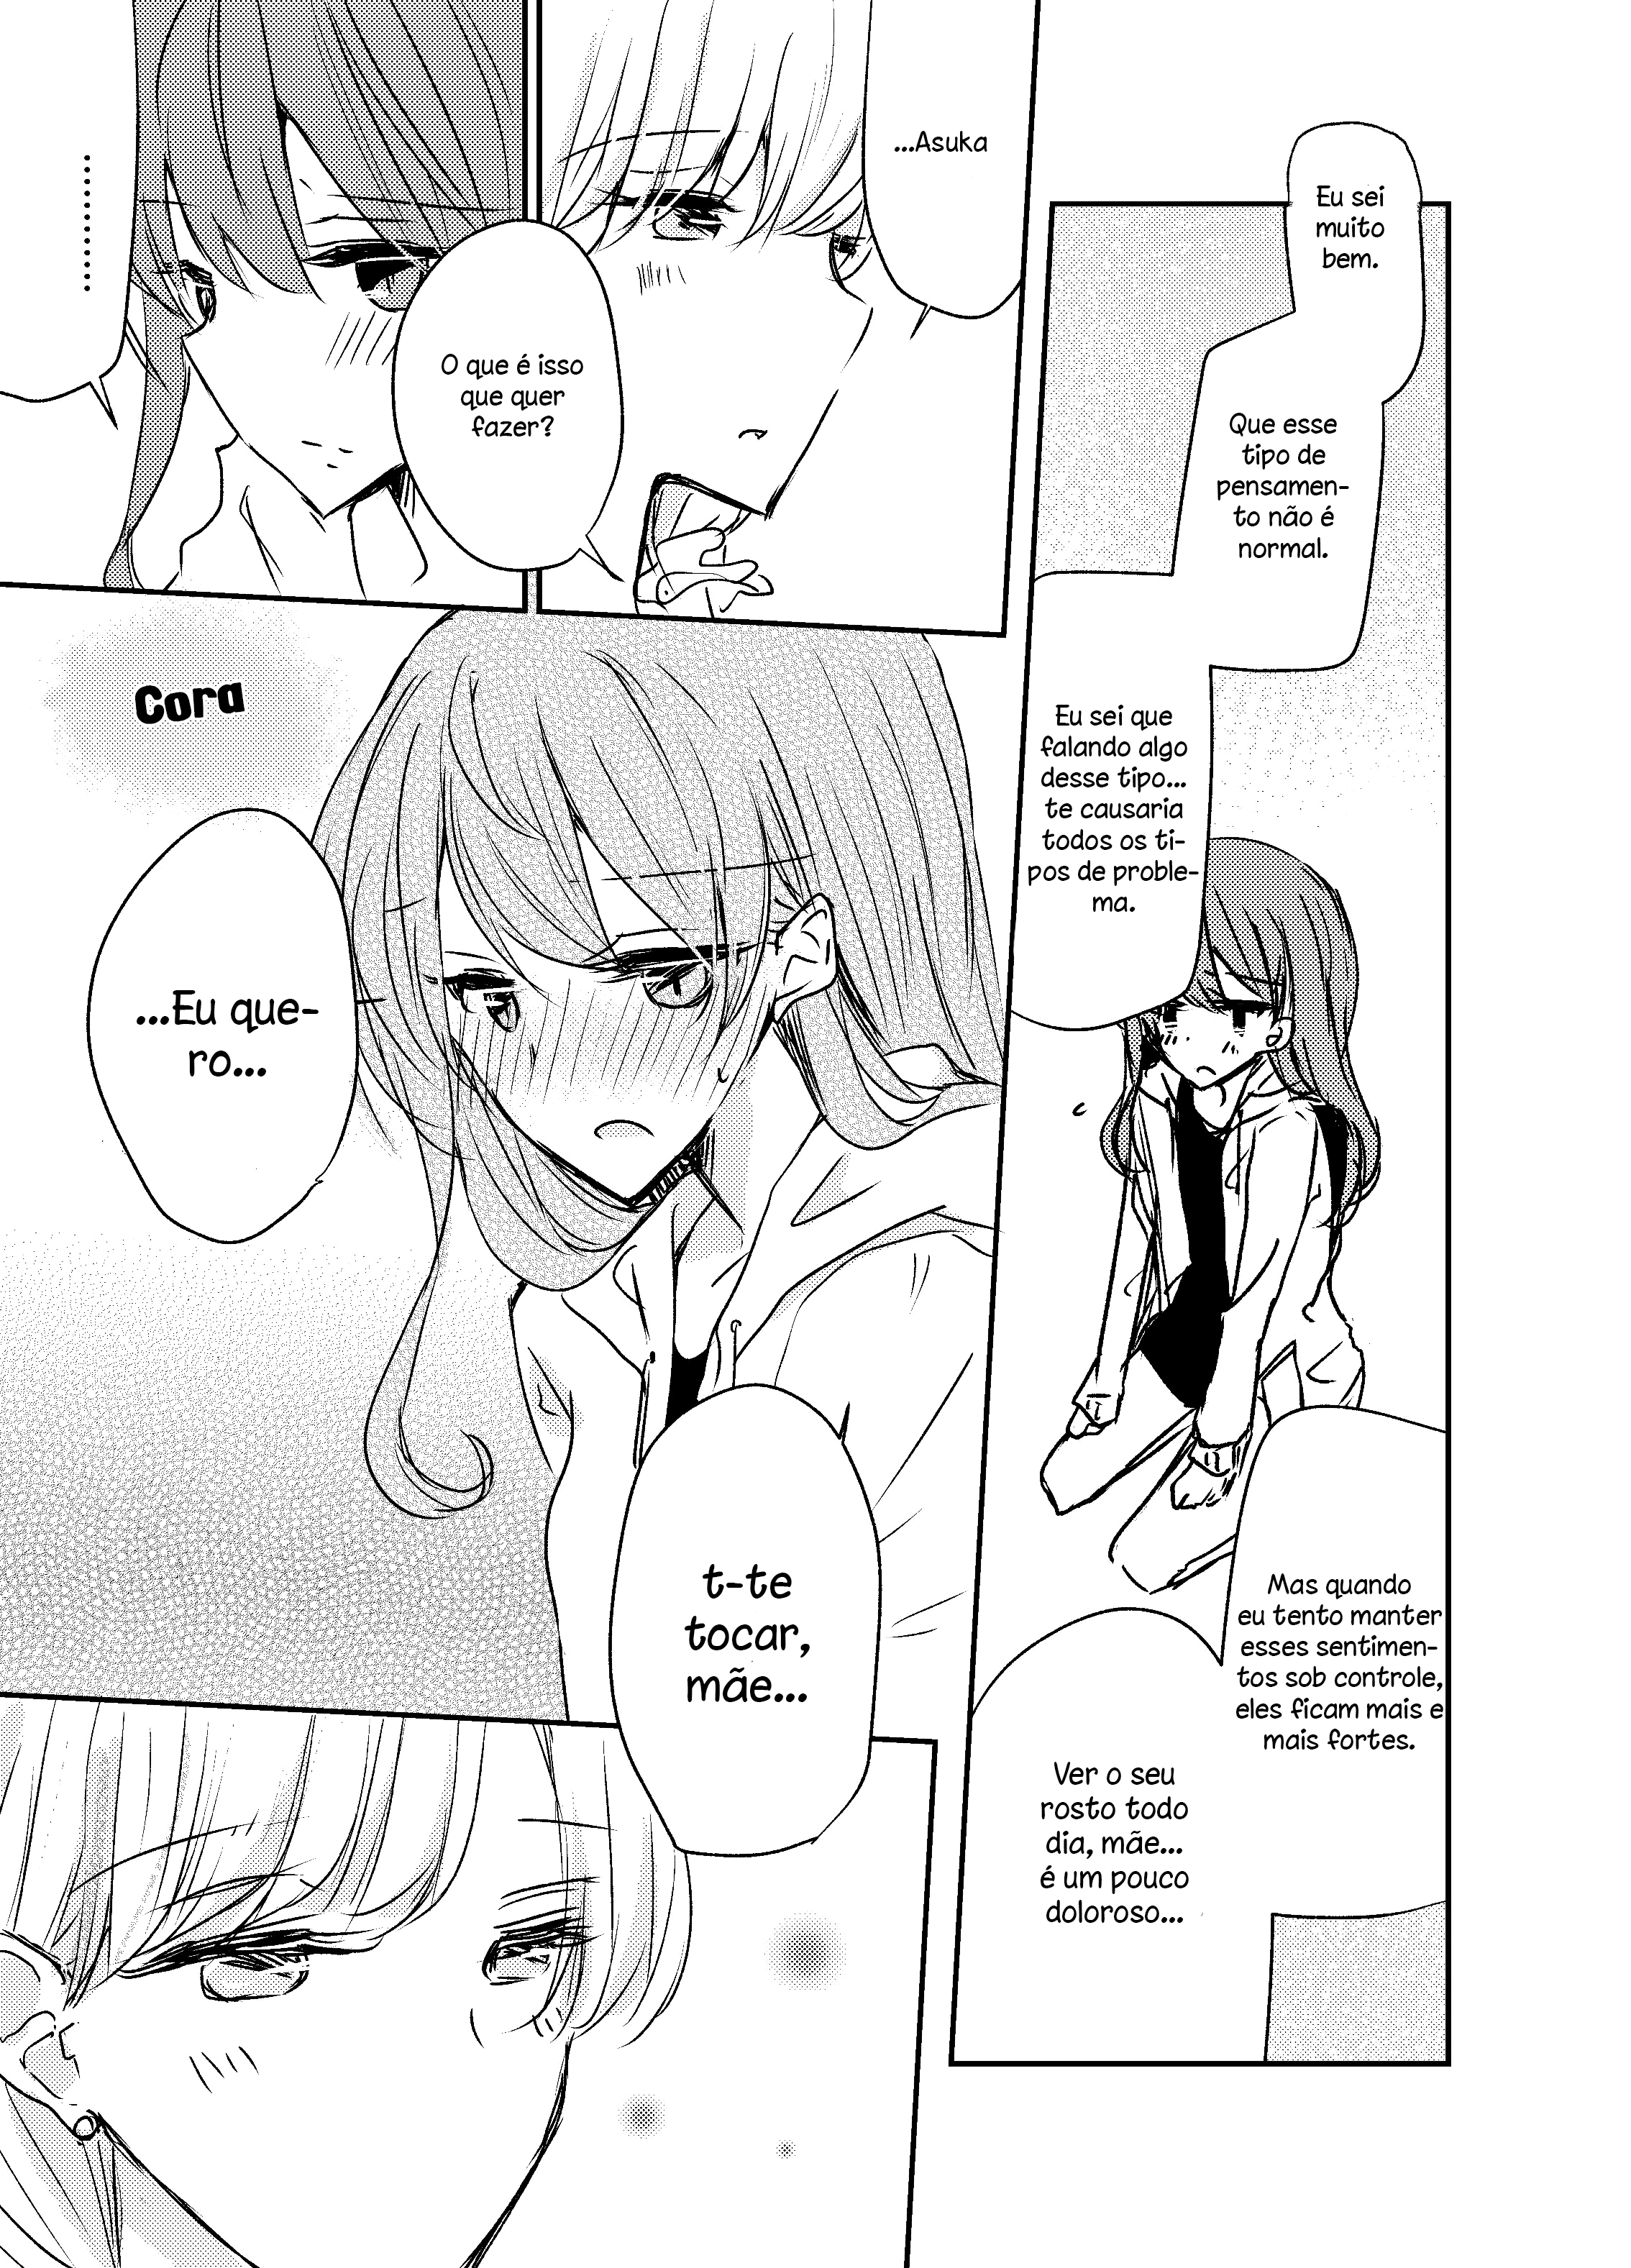 Eu sei
muito
bem.
Que esse
tipo de
pensamen-
to não é
normal.
Eu sei que
falando algo
desse tipo...
te causaria
todos os ti-
pos de proble-
ma.
Mas quando
eu tento manter
esses sentimen-
tos sob controle,
eles ficam mais e
mais fortes.
Ver o seu
rosto todo
dia, mãe...
é um pouco
doloroso...
...Asuka
O que é isso
que quer
fazer?
..........
Cora
...Eu que-
ro...
t-te
tocar,
mãe...